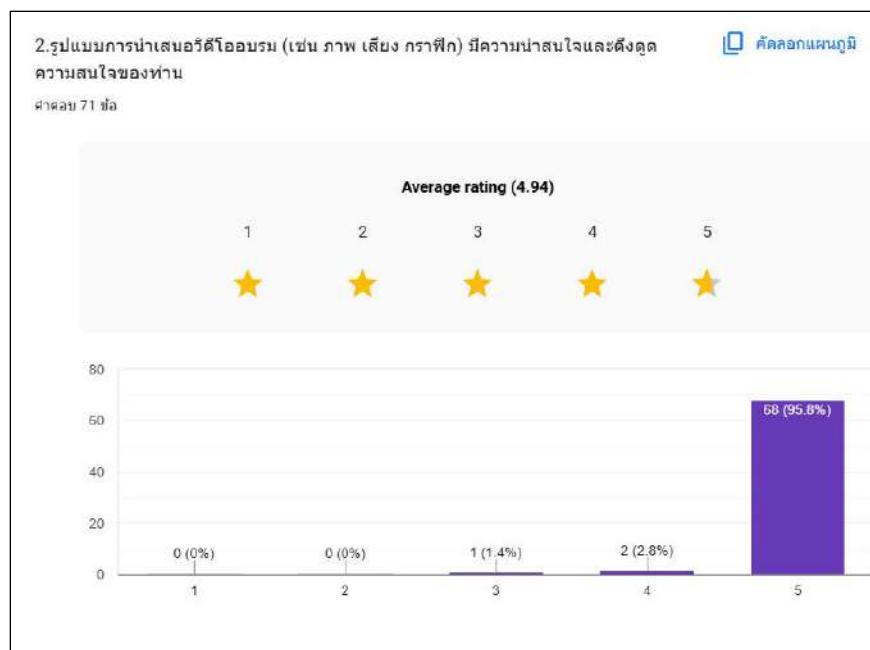 2.รูปแบบการนำเสนอวิดีโออบรม (เช่น ภาพ เสียง กราฟิก) มีความน่าสนใจและดึงดูด
ความสนใจของท่าน
คัดลอกแผนภูมิ
คำตอบ 71 ข้อ
Average rating (4.94)
1 2 3 4 5
80
60
40
20
0
0 (0%) 0 (0%) 1 (1.4%) 2 (2.8%) 68 (95.8%)
1 2 3 4 5